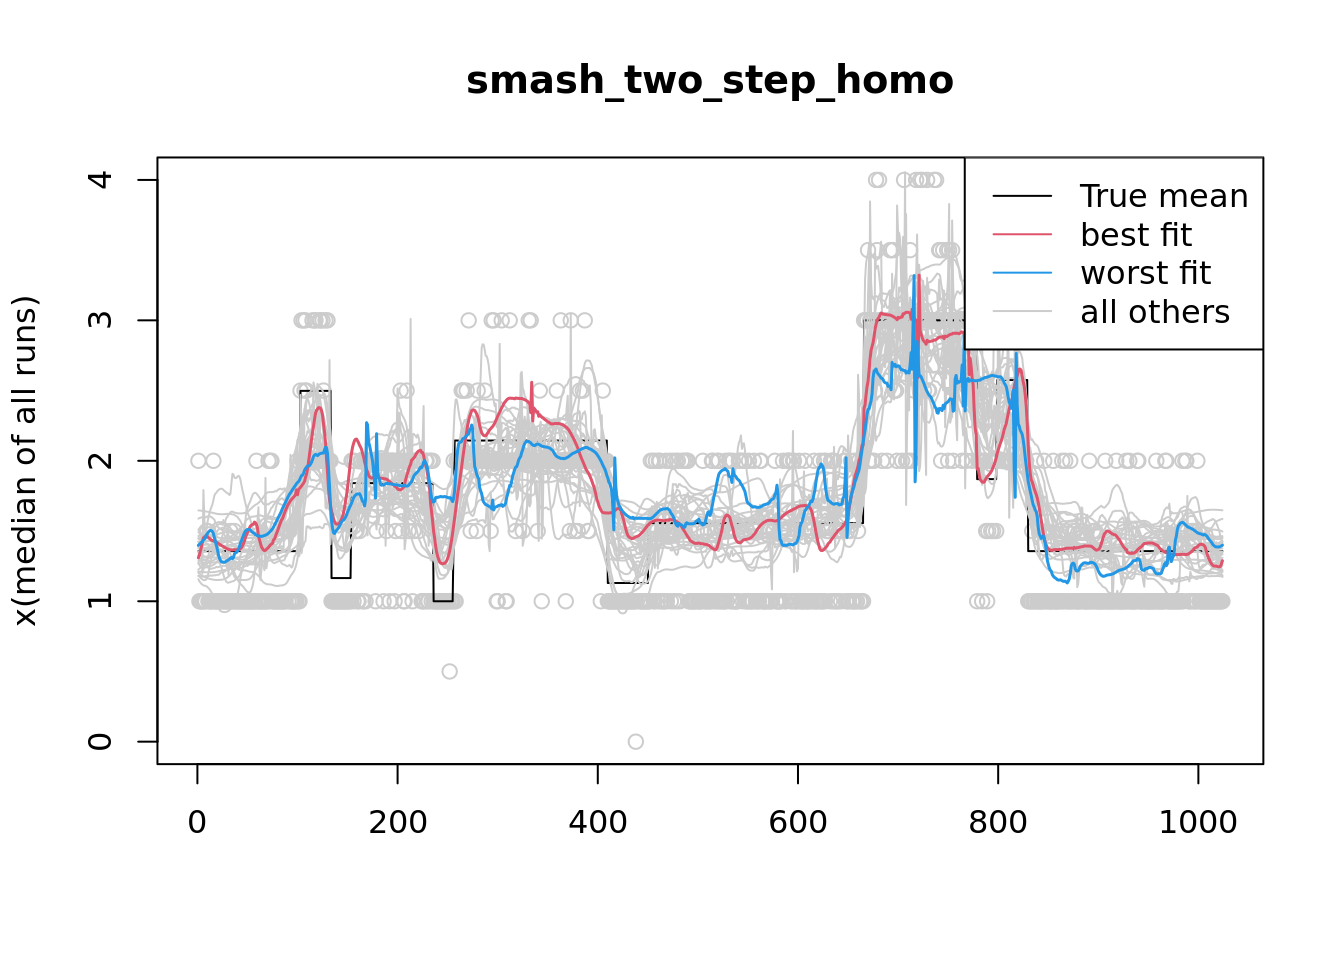 smash_two_step_homo
x(median of all runs)
4
3
2
1
0
True mean
best fit
worst fit
all others
0 200 400 600 800 1000